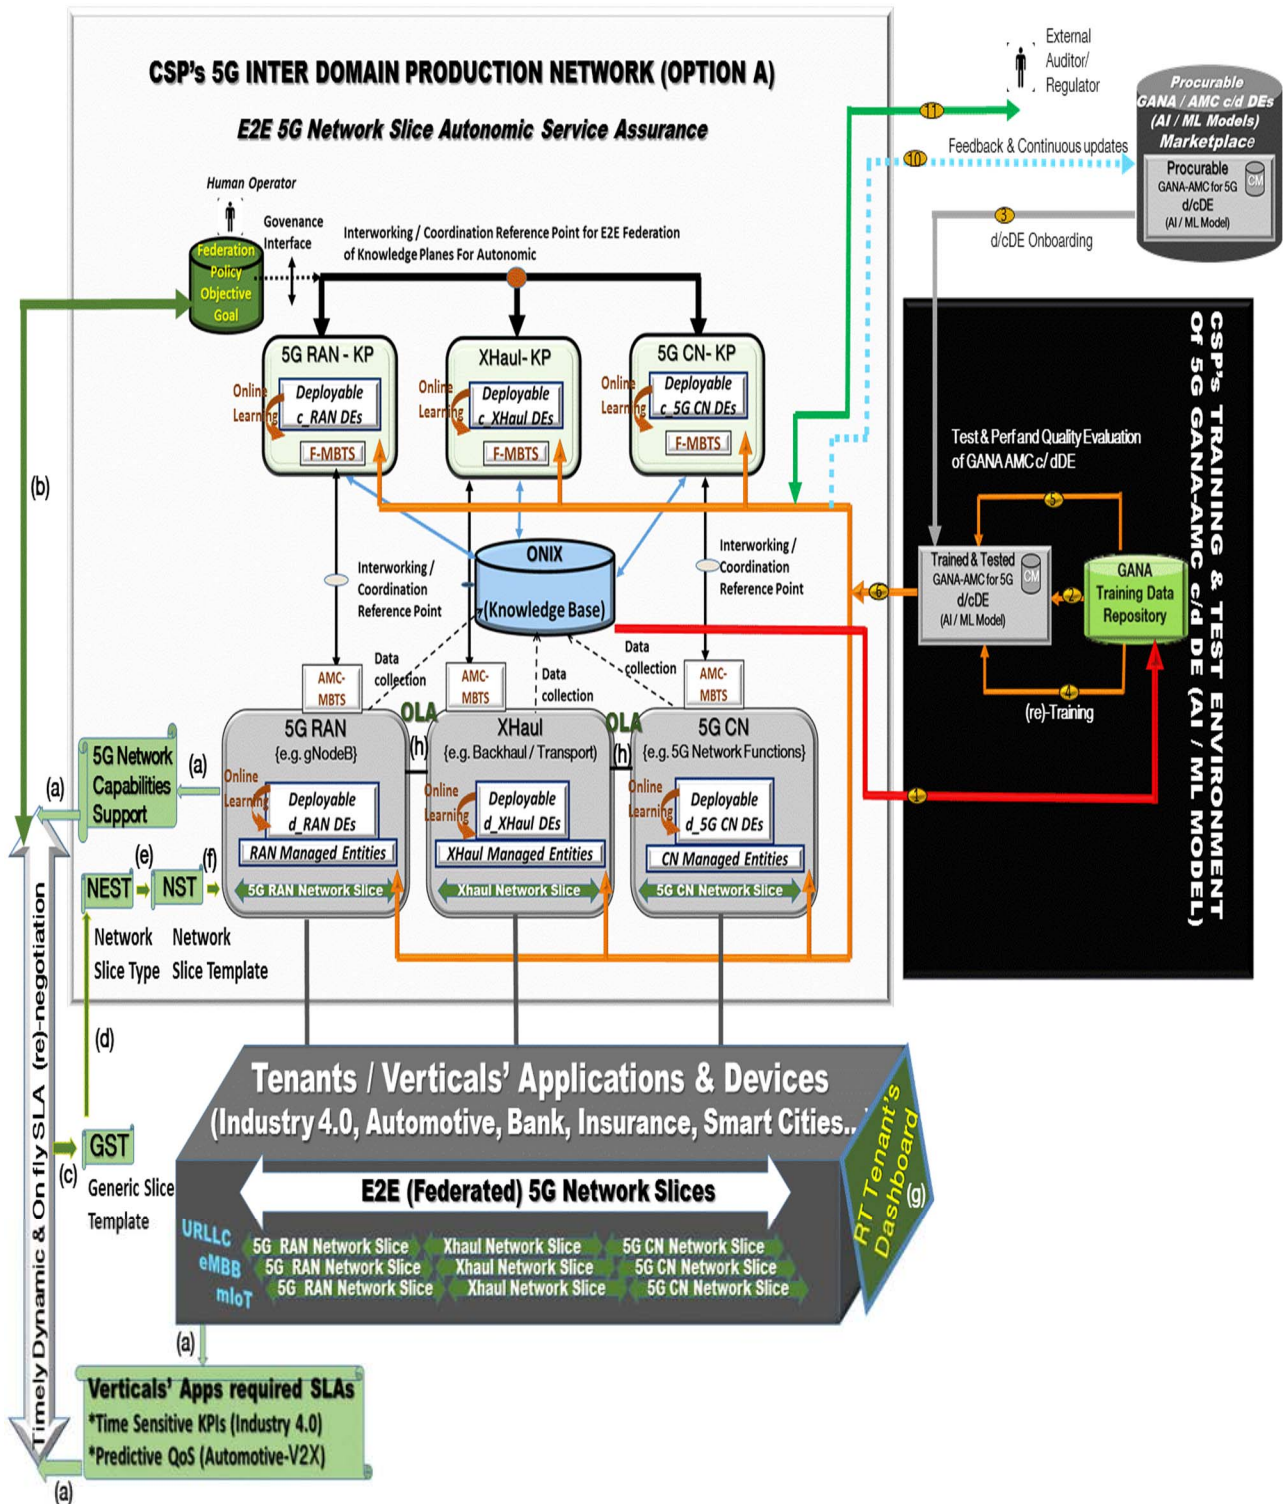 CSP's 5G INTER DOMAIN PRODUCTION NETWORK (OPTION A)
E2E 5G Network Slice Autonomic Service Assurance
External
Auditor/
Regulator
11
10
Feedback & Continuous updates
Procurable
GANA / AMC c/d DEs
(AI / ML Models)
Marketplace
Procurable
GANA-AMC for 5G
d/cDE
(AI / ML Model)
CM
3
d/cDE Onboarding
Human Operator
Govenance
Interface
Federation
Policy
Objective
Goal
Interworking / Coordination Reference Point for E2E Federation
of Knowledge Planes For Autonomic
5G RAN - KP
Online
Learning
Deployable
c_RAN DEs
F-MBTS
XHaul- KP
Online
Learning
Deployable
c_XHaul DEs
F-MBTS
5G CN- KP
Online
Learning
Deployable
c_5G CN DEs
F-MBTS
(b)
CSP's TRAINING & TEST ENVIRONMENT
Of 5G GANA-AMC c/d DE (AI / ML MODEL)
Test & Perf and Quality Evaluation
of GANA AMC c/ dDE
5
Trained & Tested
GANA-AMC for 5G
d/cDE
(AI / ML Model)
CM
2
GANA
Training Data
Repository
4
(re)-Training
6
ONIX
(Knowledge Base)
Interworking /
Coordination
Reference Point
Interworking /
Coordination
Reference Point
Data
collection
Data
collection
Data
collection
AMC-
MBTS
AMC-
MBTS
AMC-
MBTS
OLA
(h)
OLA
(h)
5G RAN
{e.g. gNodeB}
Online
Learning
Deployable
d_RAN DEs
RAN Managed Entities
5G RAN Network Slice
XHaul
{e.g. Backhaul / Transport)
Online
Learning
Deployable
d_XHaul DEs
XHaul Managed Entities
Xhaul Network Slice
5G CN
{e.g. 5G Network Functions}
Online
Learning
Deployable
d_5G CN DEs
CN Managed Entities
5G CN Network Slice
5G Network
Capabilities
Support
(a)
(a)
NEST
(e)
NST
(f)
Network
Slice Type
Network
Slice Template
(d)
Timely Dynamic & On fly SLA (re)-negotiation
GST
(c)
Generic Slice
Template
Tenants / Verticals' Applications & Devices
(Industry 4.0, Automotive, Bank, Insurance, Smart Cities..
RT Tenant's
Dashboard
(g)
E2E (Federated) 5G Network Slices
URLLC
5G RAN Network Slice
Xhaul Network Slice
5G CN Network Slice
eMBB
5G RAN Network Slice
Xhaul Network Slice
5G CN Network Slice
mIoT
5G RAN Network Slice
Xhaul Network Slice
5G CN Network Slice
(a)
Verticals' Apps required SLAs
*Time Sensitive KPIs (Industry 4.0)
*Predictive QoS (Automotive-V2X)
(a)